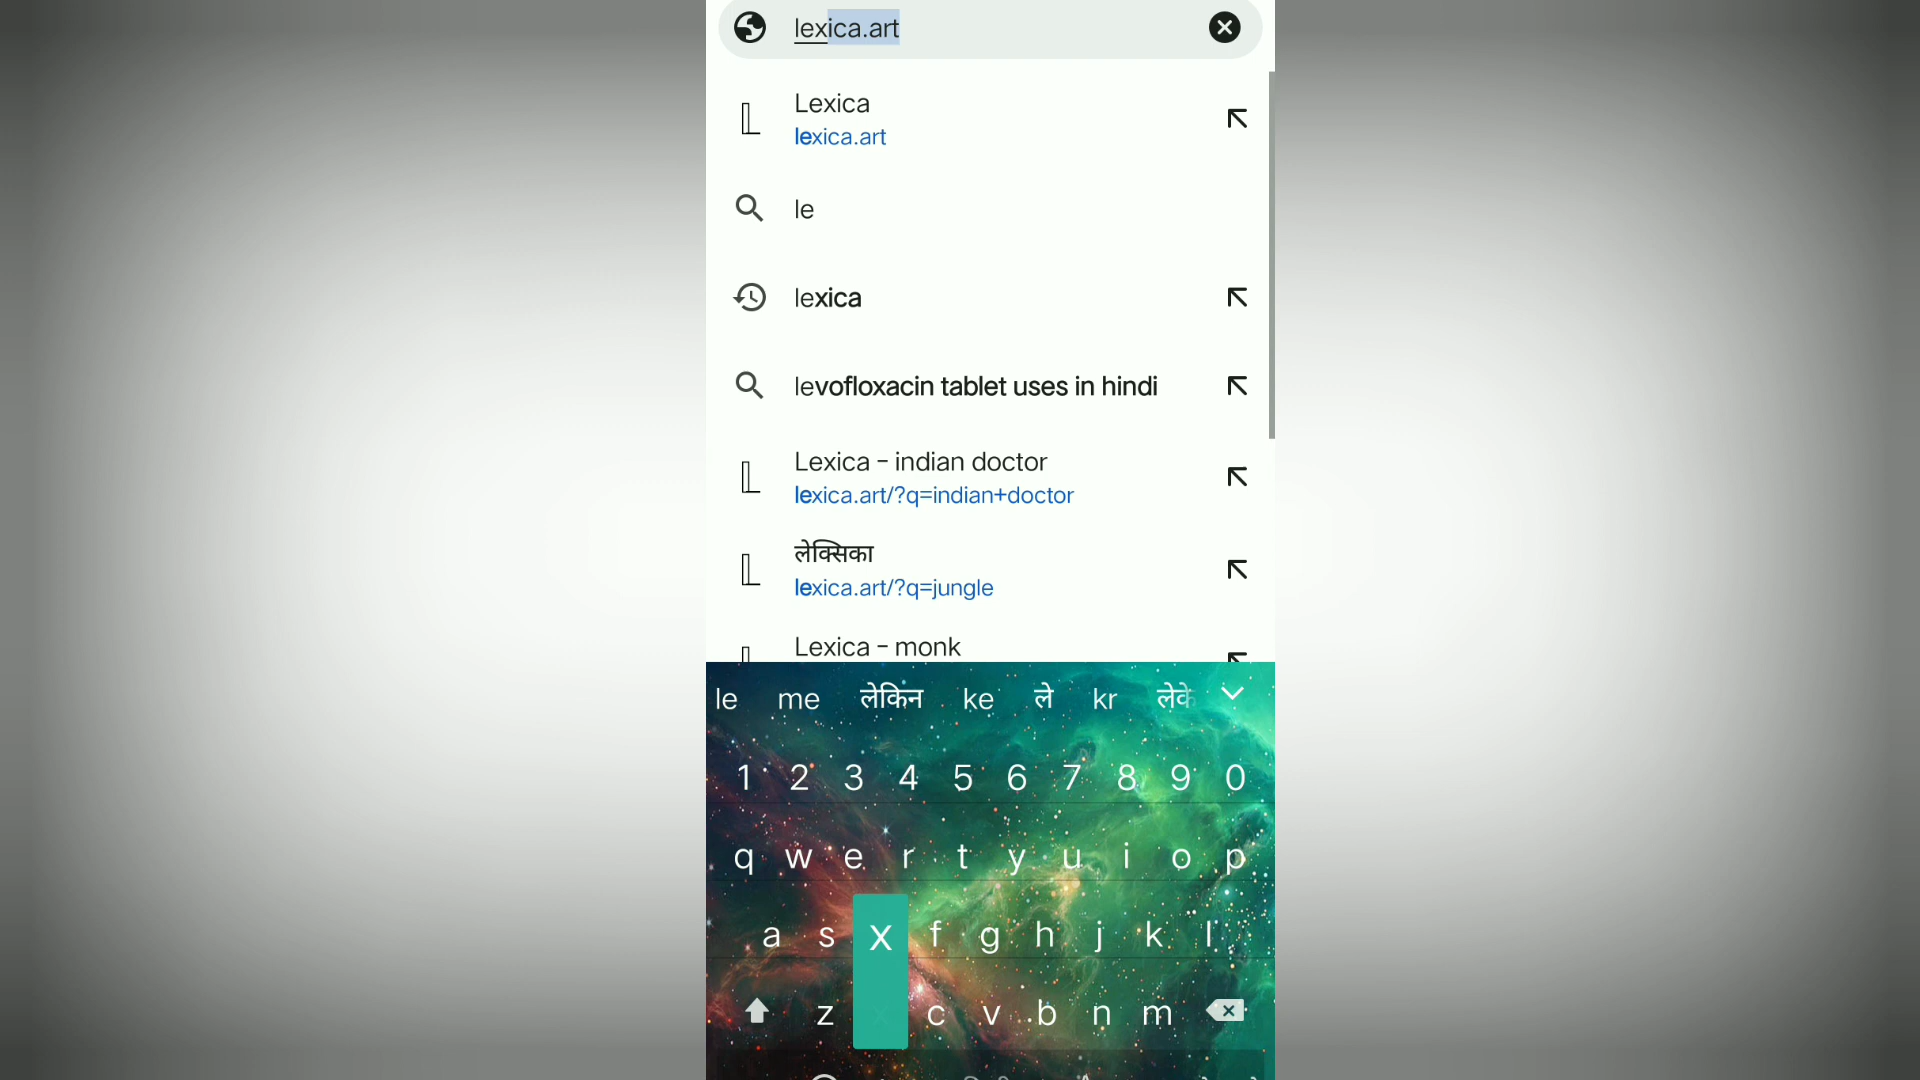 lexica.art
Lexica
lexica.art
le
lexica
levofloxacin tablet uses in hindi
Lexica - indian doctor
lexica.art/?q=indian+doctor
लेक्सिका
lexica.art/?q=jungle
Lexica - monk
le me लेकिन ke ले kr
1 2 3 4 5 6 7 8 9 0
q w e r t y u i o p
a s X f g h j k l
z c v b n m